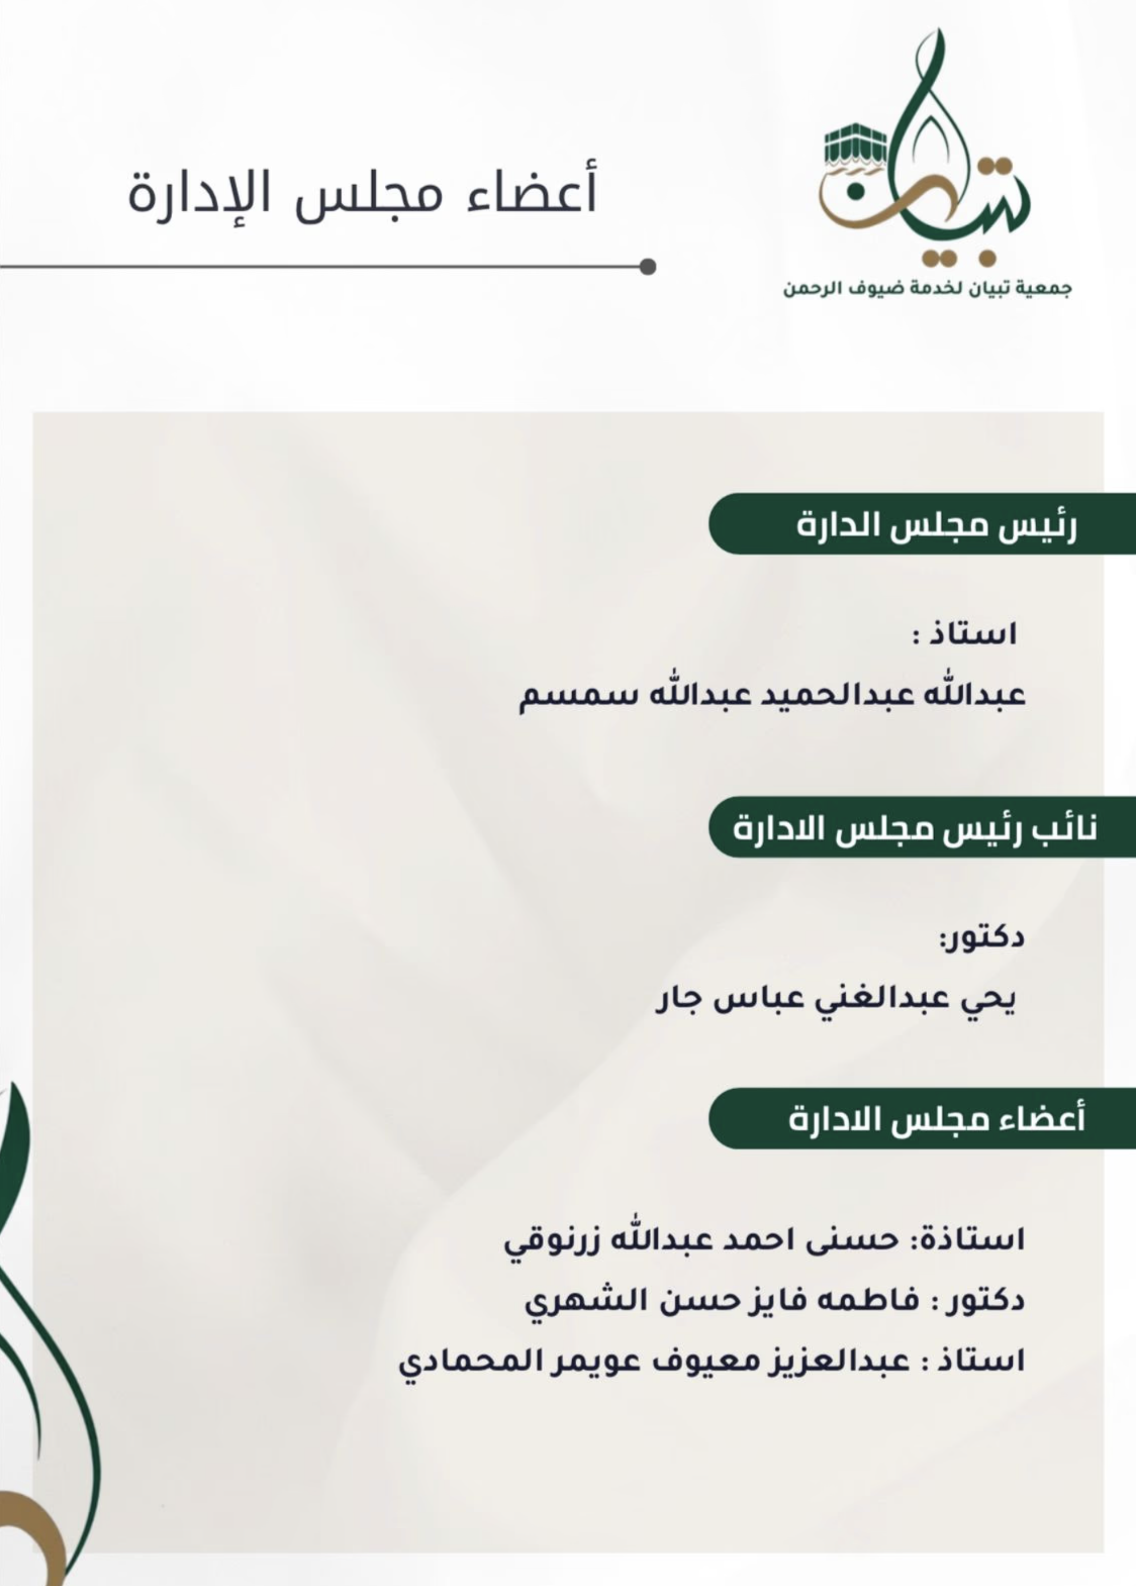 تبيان
جمعية تبيان لخدمة ضيوف الرحمن
أعضاء مجلس الإدارة
رئيس مجلس الدارة
استاذ :
عبدالله عبدالحميد عبدالله سمسم
نائب رئيس مجلس الادارة
دكتور:
يحي عبدالغني عباس جار
أعضاء مجلس الادارة
استاذة: حسنى احمد عبدالله زرنوقي
دكتور : فاطمه فايز حسن الشهري
استاذ : عبدالعزيز معيوف عويمر المحمادي